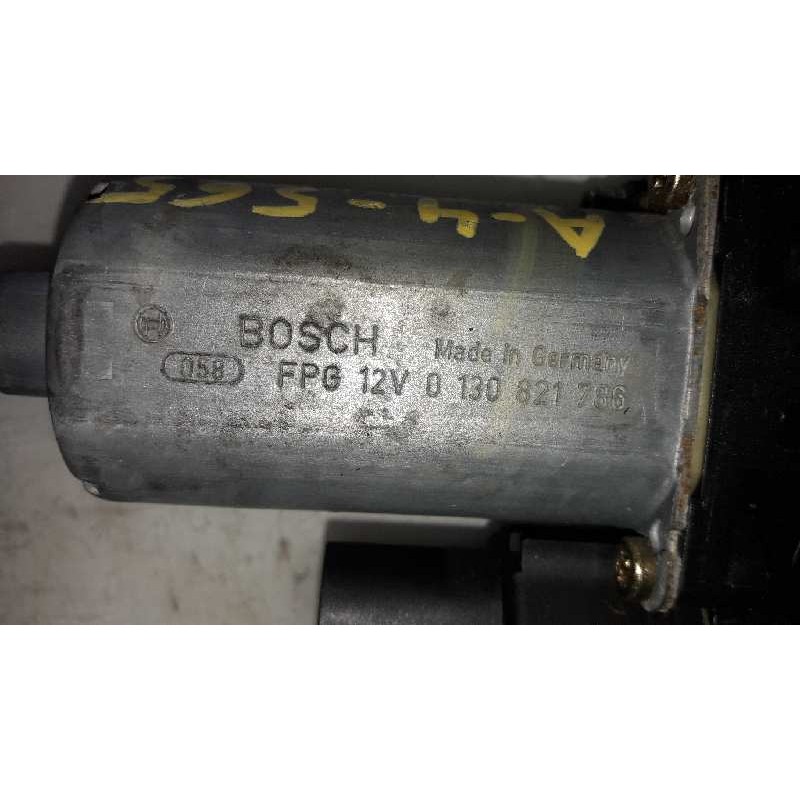 A-4-565
BOSCH Made in Germany
058 FPG 12V 0 130 821 786